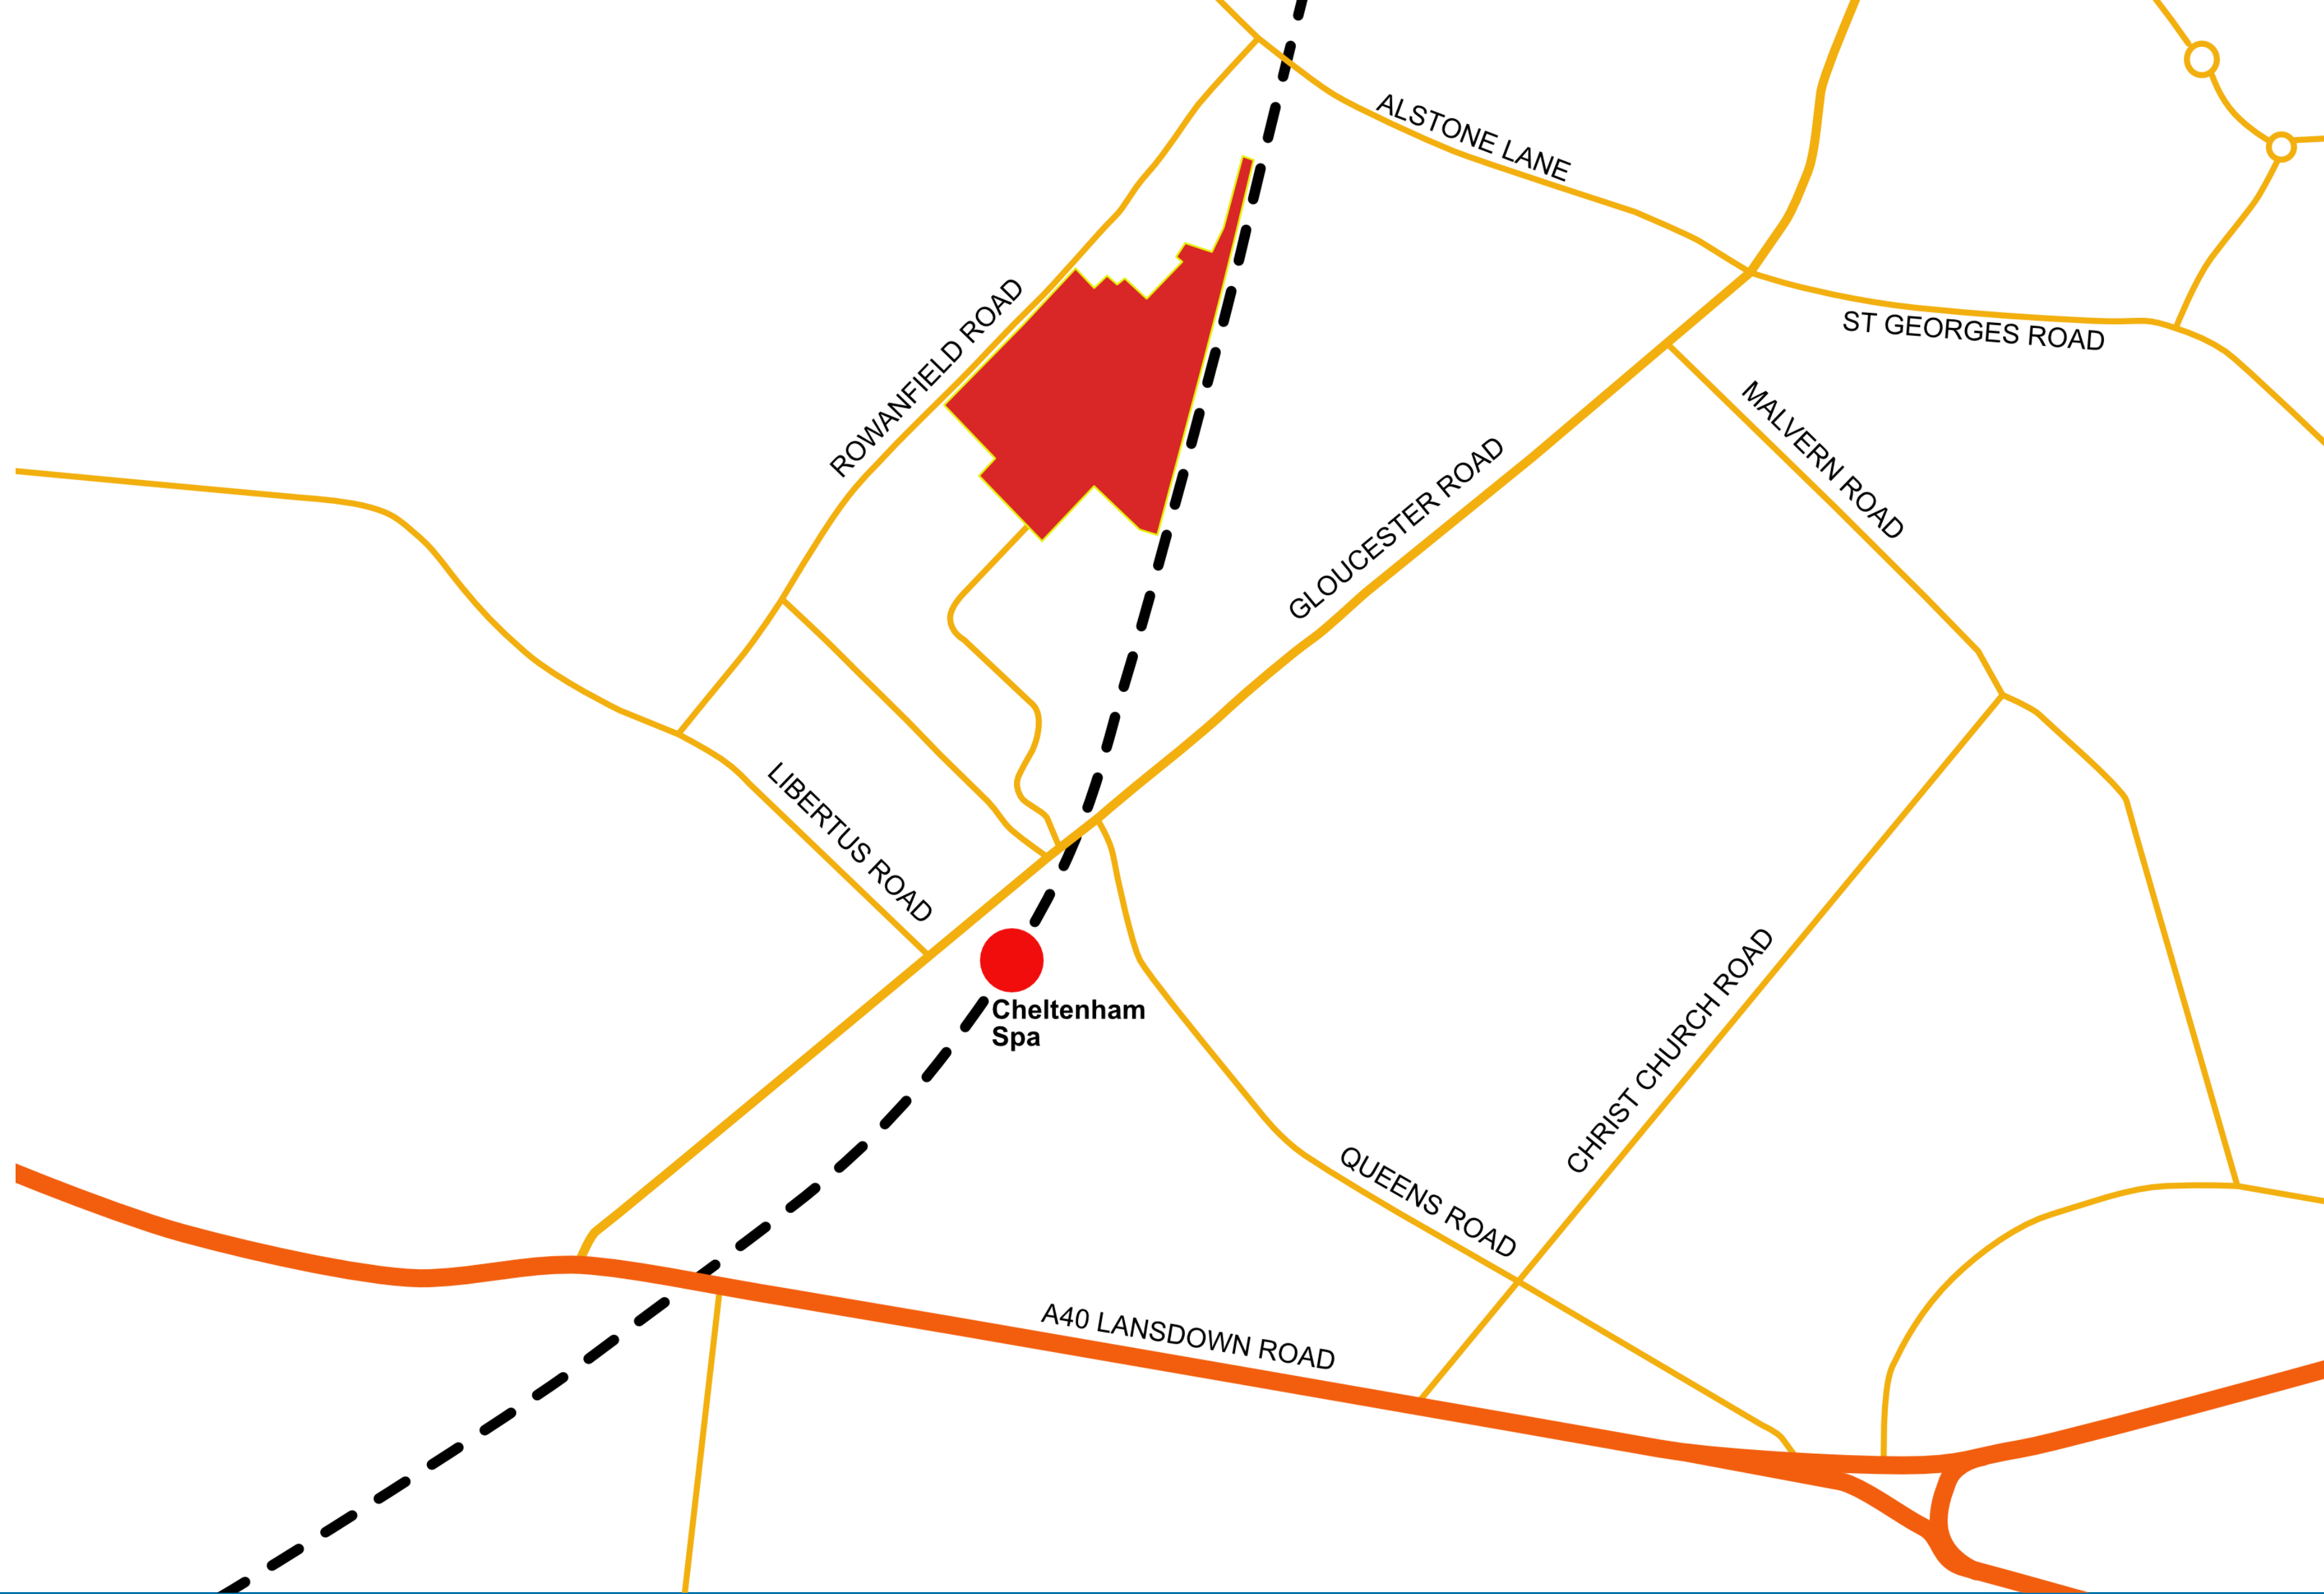 ALSTONE LANE
ROWANFIELD ROAD
ST GEORGES ROAD
MALVERN ROAD
GLOUCESTER ROAD
LIBERTUS ROAD
Cheltenham
Spa
CHRIST CHURCH ROAD
QUEENS ROAD
A40 LANSDOWN ROAD